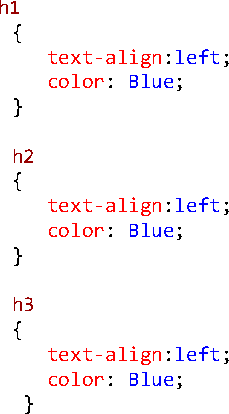 h1
{
text-align:left;
color: Blue;
}
h2
{
text-align:left;
color: Blue;
}
h3
{
text-align:left;
color: Blue;
}